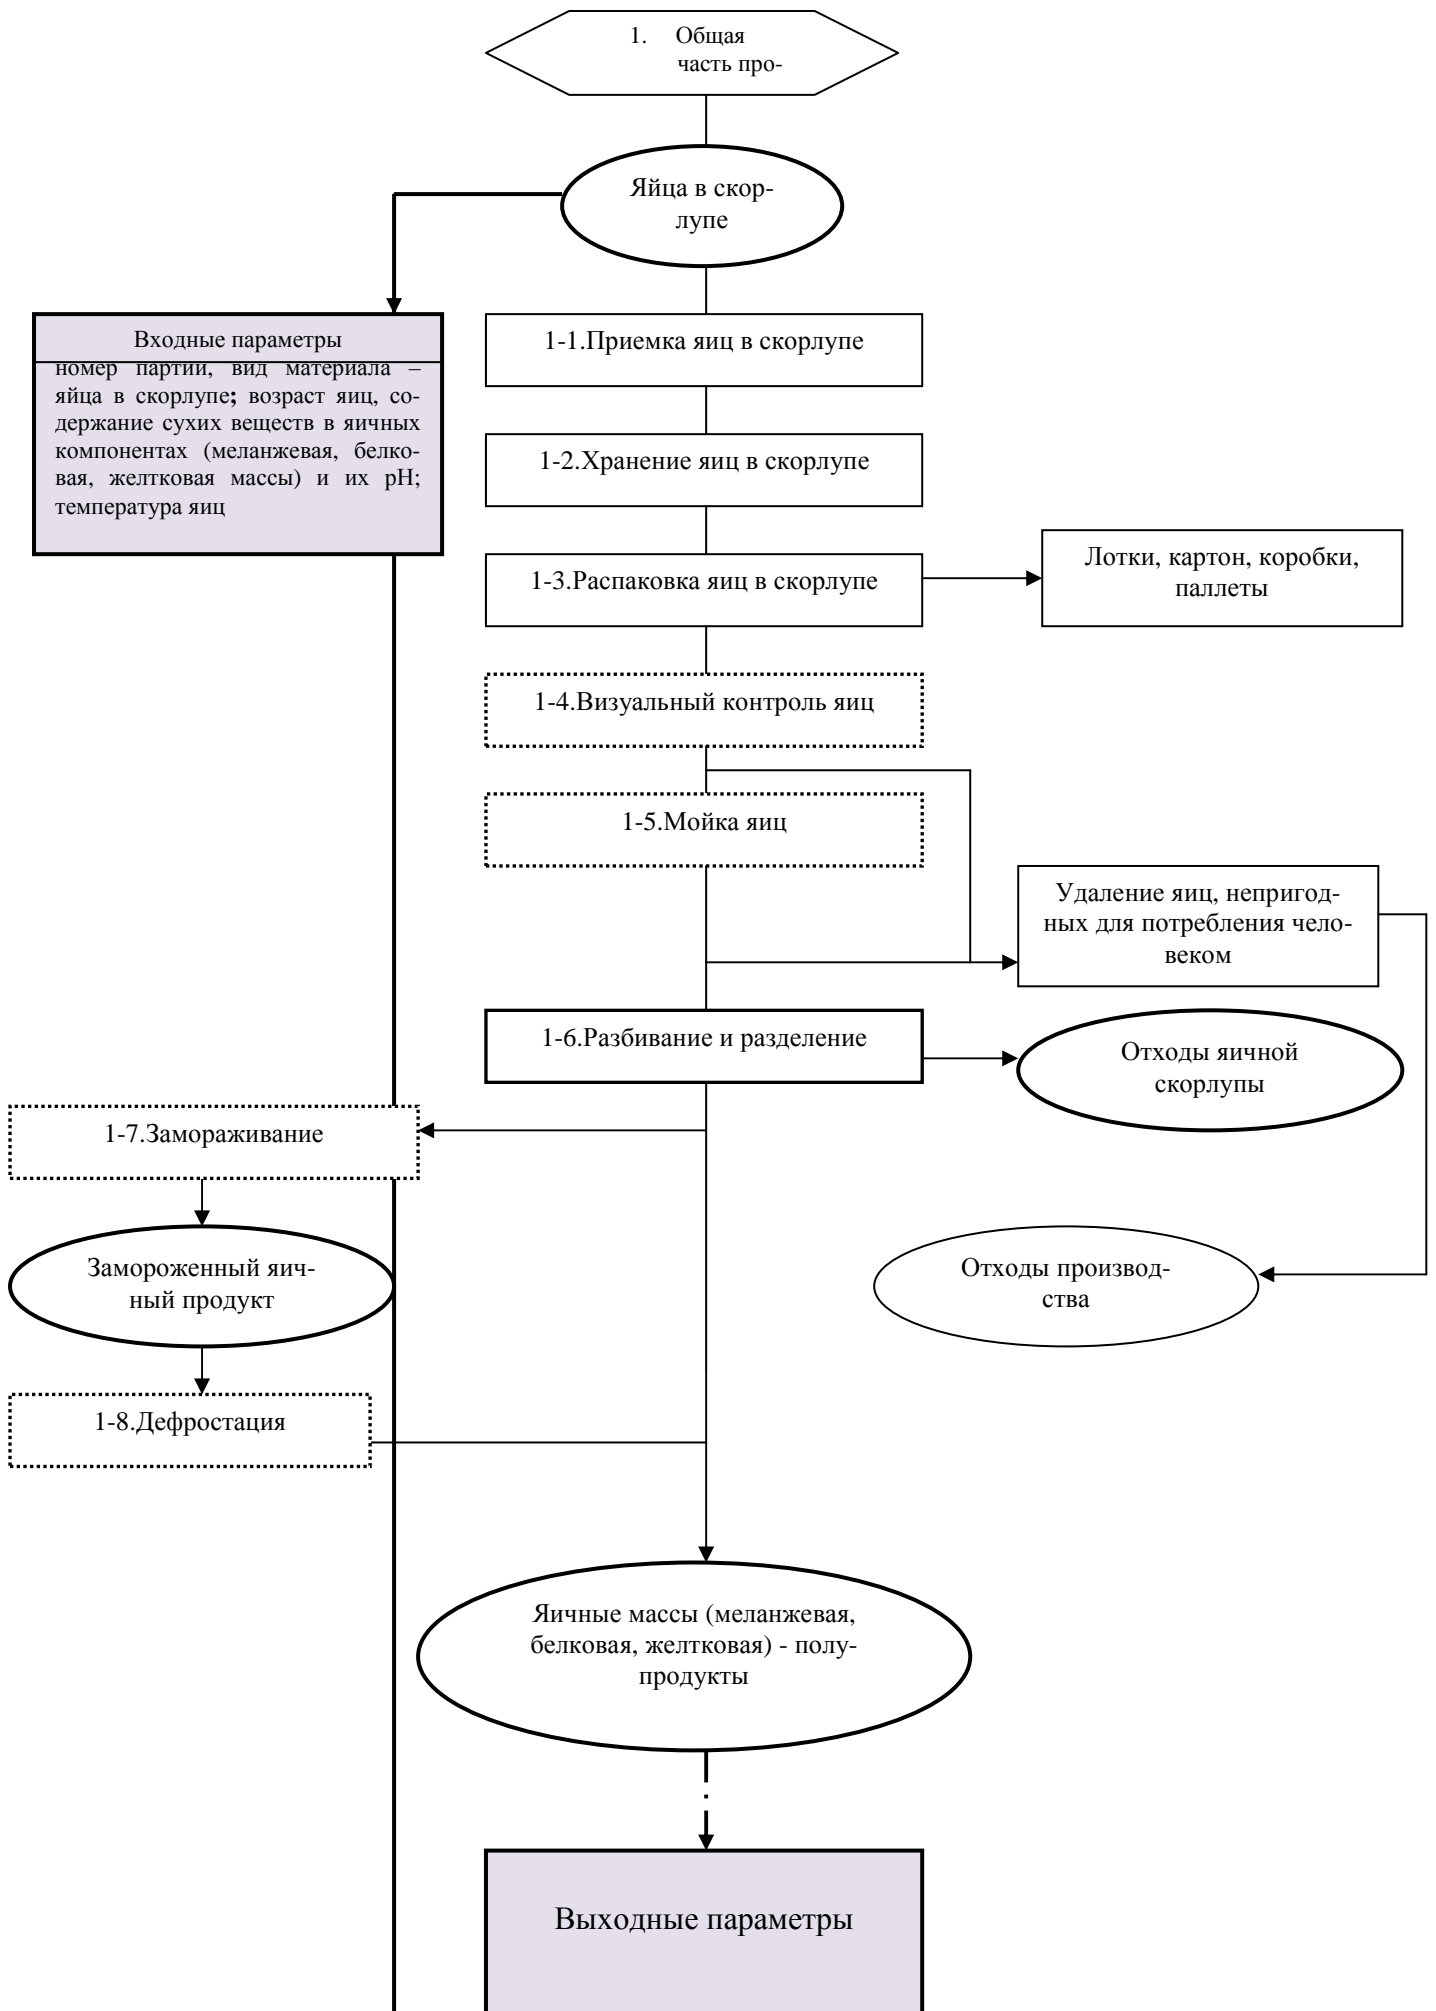 1. Общая
часть про-
Яйца в скор-
лупе
Входные параметры
номер партии, вид материала –
яйца в скорлупе; возраст яиц, со-
держание сухих веществ в яичных
компонентах (меланжевая, белко-
вая, желтковая массы) и их pH;
температура яиц
1-1.Приемка яиц в скорлупе
1-2.Хранение яиц в скорлупе
1-3.Распаковка яиц в скорлупе
Лотки, картон, коробки,
паллеты
1-4.Визуальный контроль яиц
1-5.Мойка яиц
Удаление яиц, непригод-
ных для потребления чело-
веком
1-6.Разбивание и разделение
Отходы яичной
скорлупы
1-7.Замораживание
Замороженный яич-
ный продукт
Отходы производ-
ства
1-8.Дефростация
Яичные массы (меланжевая,
белковая, желтковая) - полу-
продукты
Выходные параметры